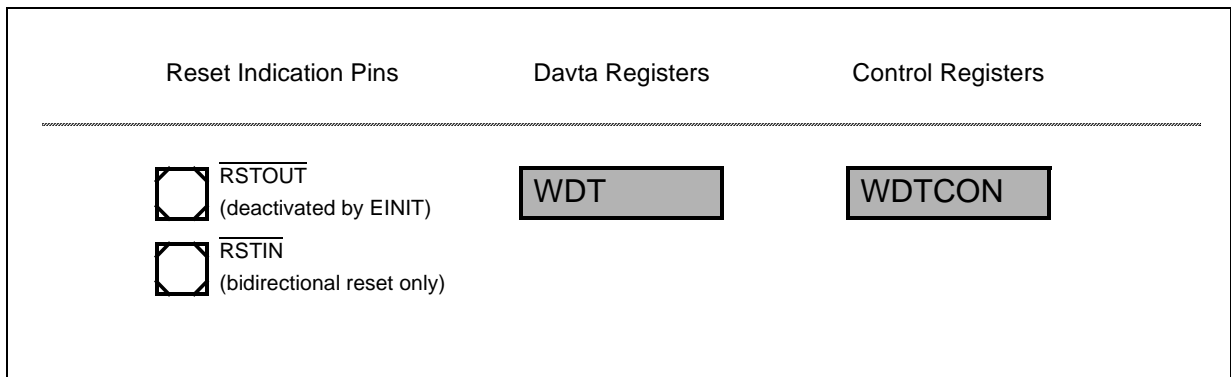 Reset Indication Pins Davta Registers Control Registers
RSTOUT
(deactivated by EINIT)
WDT
WDTCON
RSTIN
(bidirectional reset only)